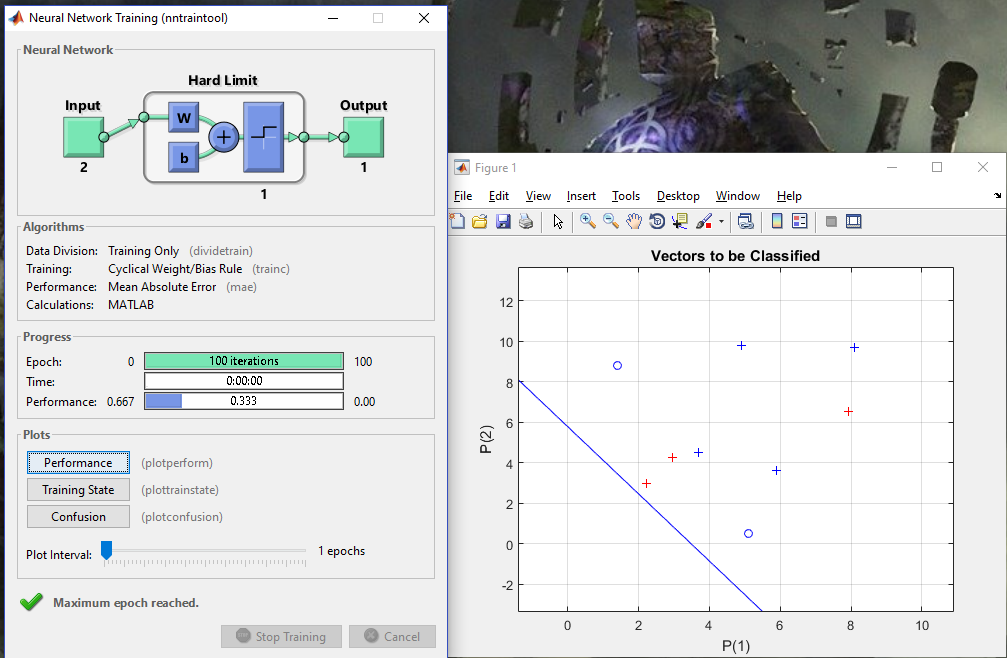 Neural Network Training (nntraintool)
Neural Network
Hard Limit
Input
Output
W
b
+
2
1
1
Algorithms
Data Division: Training Only (dividetrain)
Training: Cyclical Weight/Bias Rule (trainc)
Performance: Mean Absolute Error (mae)
Calculations: MATLAB
Progress
Epoch: 0 100 iterations 100
Time: 0:00:00
Performance: 0.667 0.333 0.00
Plots
Performance (plotperform)
Training State (plottrainstate)
Confusion (plotconfusion)
Plot Interval: 1 epochs
Maximum epoch reached.
Stop Training Cancel
Figure 1
File Edit View Insert Tools Desktop Window Help
Vectors to be Classified
12
10
8
6
4
2
0
-2
P(2)
0 2 4 6 8 10
P(1)